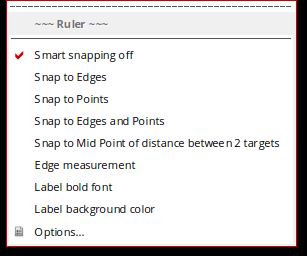 ~~~ Ruler ~~~
Smart snapping off
Snap to Edges
Snap to Points
Snap to Edges and Points
Snap to Mid Point of distance between 2 targets
Edge measurement
Label bold font
Label background color
Options...